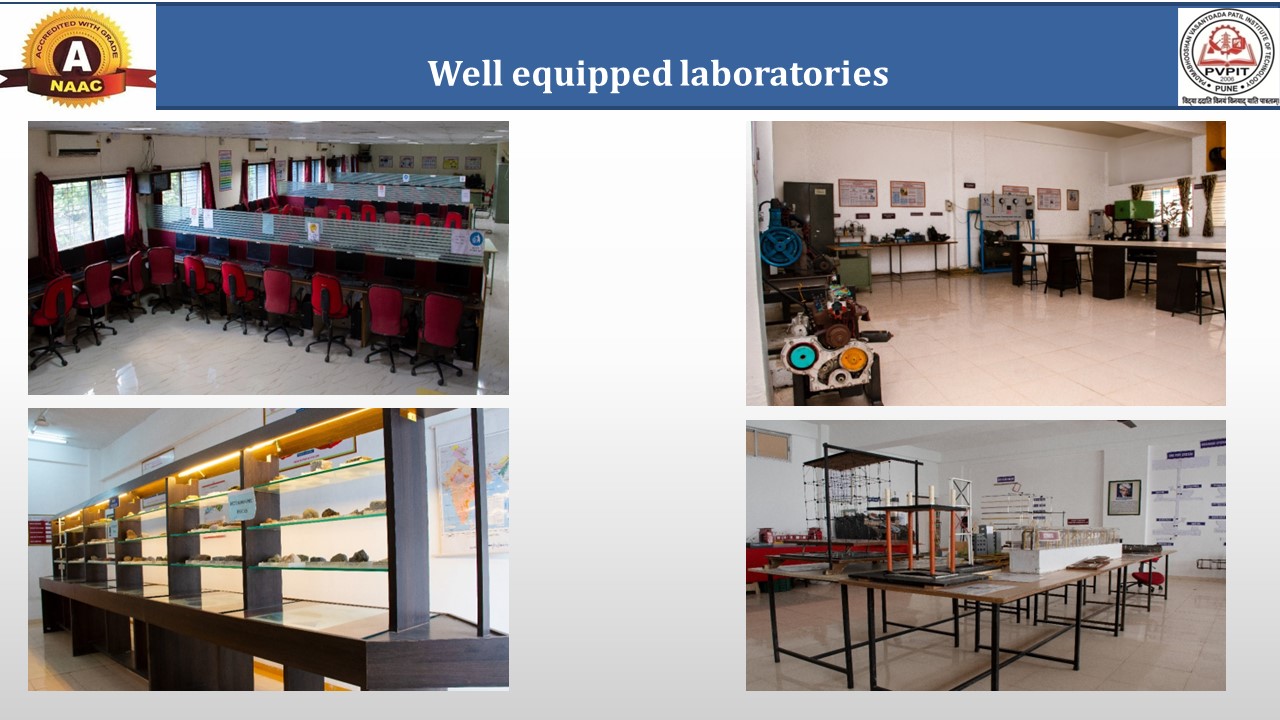 ACCREDITED WITH GRADE
A
NAAC
Well equipped laboratories
PADMABHOOSHAN VASANTDADA PATIL INSTITUTE OF TECHNOLOGY
PVPIT
2006
PUNE
विद्या ददाति विनयं विनयाद् याति पात्रताम्